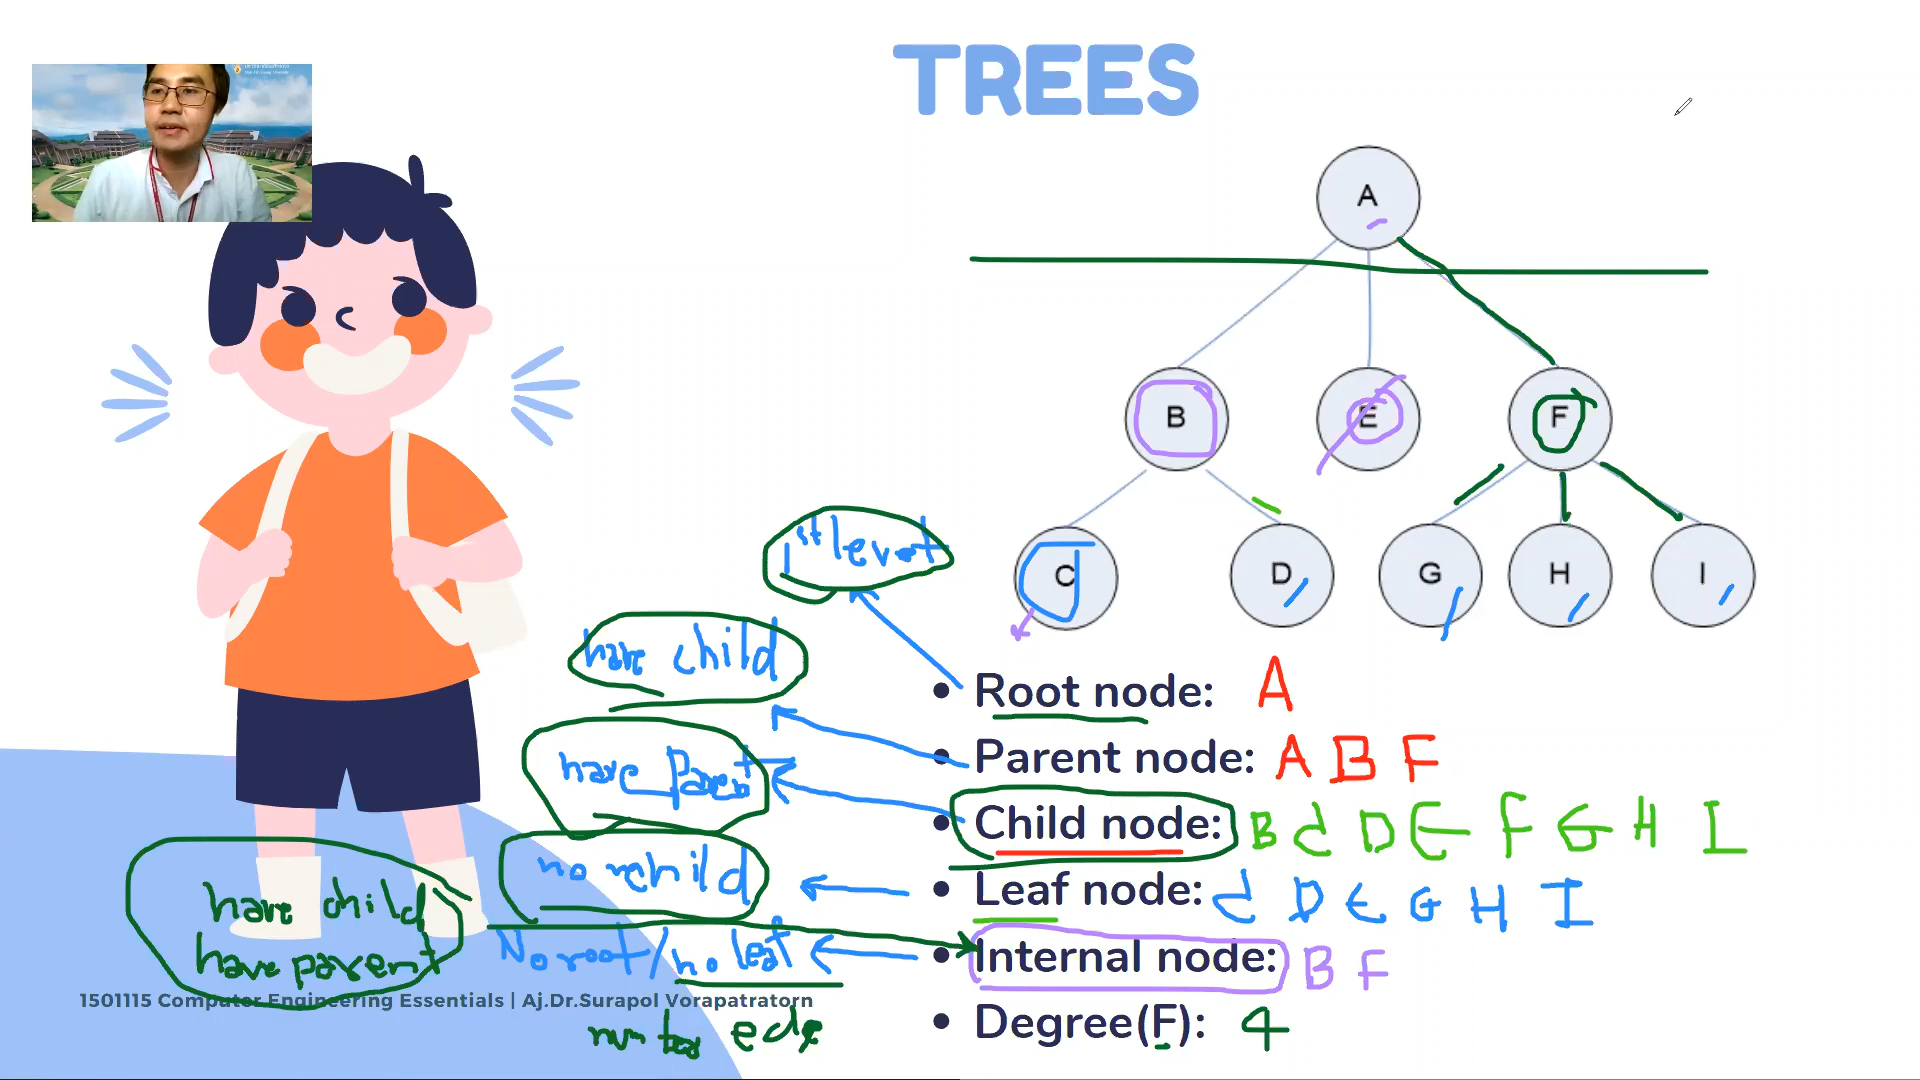 TREES
A
B E F
C D G H I
1st level
have child
have parent
no child
No root / no leaf
have child
have parent
• Root node: A
• Parent node: A B F
• Child node: B C D E F G H I
• Leaf node: C D E G H I
• Internal node: B F
• Degree(F): 4
1501115 Computer Engineering Essentials | Aj.Dr.Surapol Vorapatratorn